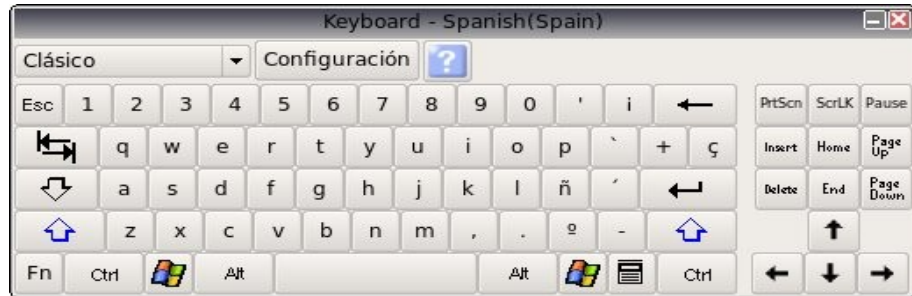 Keyboard - Spanish(Spain)
Clásico Configuración ?
Esc 1 2 3 4 5 6 7 8 9 0 ' ¡ PrtScn ScrLK Pause
q w e r t y u i o p ` + ç Insert Home Page Up
a s d f g h j k l ñ ´ Delete End Page Down
z x c v b n m , . º -
Fn Ctrl Alt Alt Ctrl